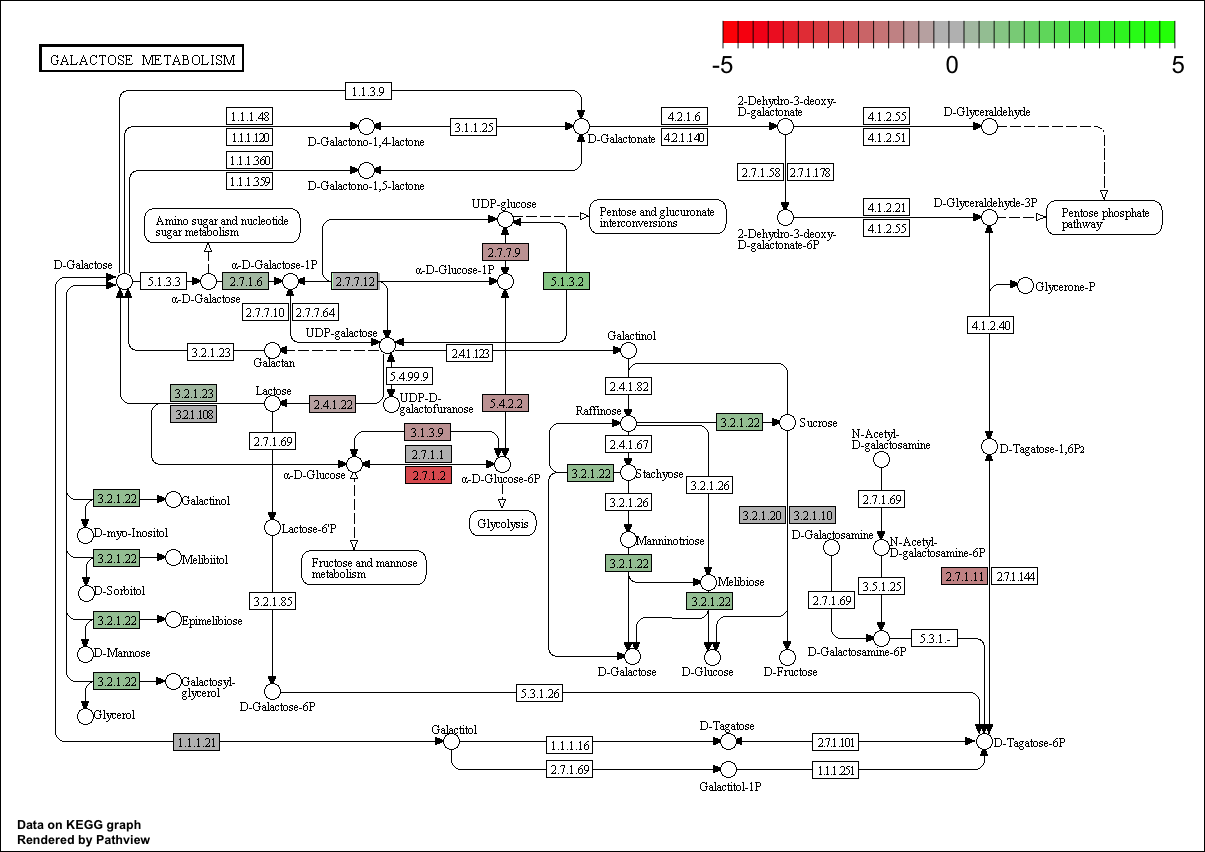 GALACTOSE METABOLISM
-5
0
5
1.1.3.9
1.1.1.48
1.1.1.120
D-Galactono-1,4-lactone
3.1.1.25
D-Galactonate
4.2.1.6
4.2.1.140
2-Dehydro-3-deoxy-
D-galactonate
4.1.2.55
4.1.2.51
D-Glyceraldehyde
1.1.1.360
1.1.1.359
D-Galactono-1,5-lactone
2.7.1.58
2.7.1.178
Amino sugar and nucleotide
sugar metabolism
UDP-glucose
Pentose and glucuronate
interconversions
2-Dehydro-3-deoxy-
D-galactonate-6P
4.1.2.21
4.1.2.55
D-Glyceraldehyde-3P
Pentose phosphate
pathway
2.7.7.9
D-Galactose
5.1.3.3
α-D-Galactose
2.7.1.6
α-D-Galactose-1P
2.7.7.12
α-D-Glucose-1P
5.1.3.2
Glycerone-P
2.7.7.10
2.7.7.64
4.1.2.40
UDP-galactose
3.2.1.23
Galactan
2.4.1.123
Galactinol
5.4.99.9
UDP-D-
galactofuranose
2.4.1.82
3.2.1.23
3.2.1.108
Lactose
2.4.1.22
5.4.2.2
Raffinose
3.2.1.22
Sucrose
2.7.1.69
3.1.3.9
2.7.1.1
2.7.1.2
α-D-Glucose
α-D-Glucose-6P
2.4.1.67
3.2.1.22
Stachyose
3.2.1.26
3.2.1.26
N-Acetyl-
D-galactosamine
D-Tagatose-1,6P2
2.7.1.69
3.2.1.22
Galactinol
D-myo-Inositol
Lactose-6'P
Glycolysis
3.2.1.20
3.2.1.10
Manninotriose
D-Galactosamine
N-Acetyl-
D-galactosamine-6P
3.2.1.22
Melibiitol
D-Sorbitol
Fructose and mannose
metabolism
3.2.1.22
Melibiose
3.5.1.25
2.7.1.11
2.7.1.144
3.2.1.85
3.2.1.22
2.7.1.69
3.2.1.22
Epimelibiose
D-Mannose
5.3.1.-
D-Galactosamine-6P
D-Galactose
D-Glucose
D-Fructose
3.2.1.22
Galactosyl-
glycerol
Glycerol
D-Galactose-6P
5.3.1.26
1.1.1.21
Galactitol
1.1.1.16
D-Tagatose
2.7.1.101
D-Tagatose-6P
2.7.1.69
Galactitol-1P
1.1.1.251
Data on KEGG graph
Rendered by Pathview